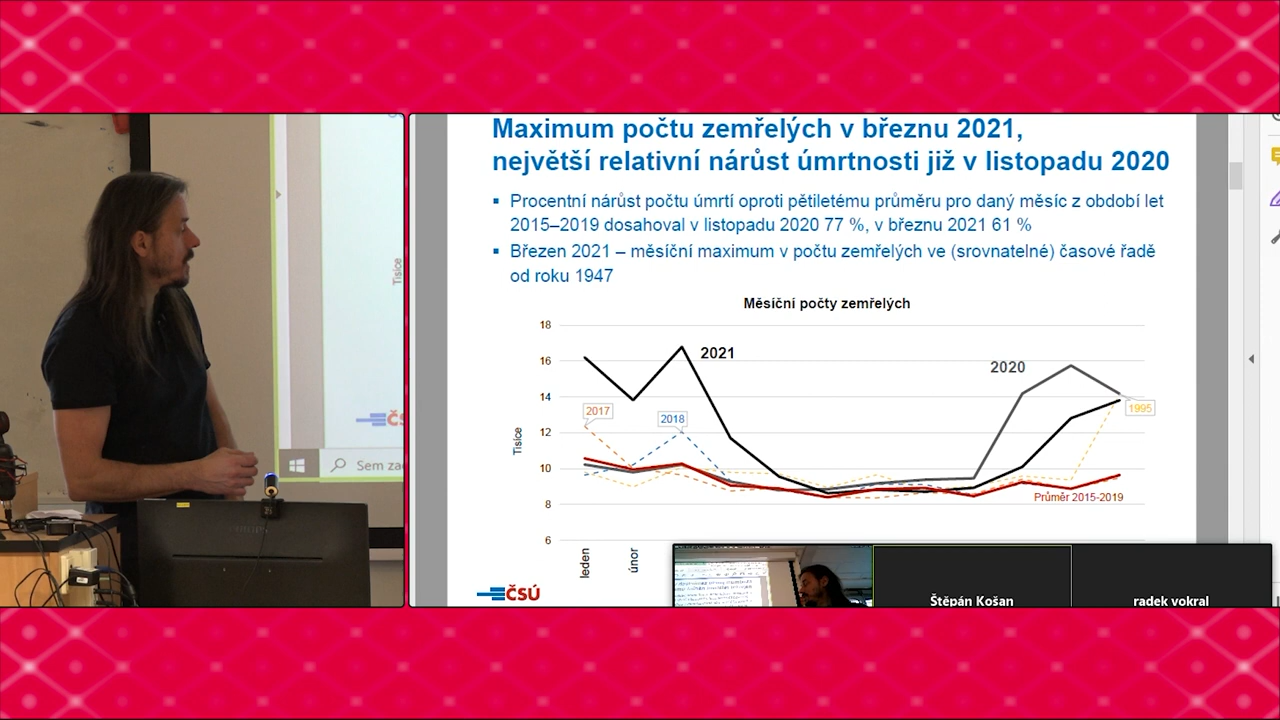 Maximum počtu zemřelých v březnu 2021,
největší relativní nárůst úmrtnosti již v listopadu 2020
Procentní nárůst počtu úmrtí oproti pětiletému průměru pro daný měsíc z období let
2015–2019 dosahoval v listopadu 2020 77 %, v březnu 2021 61 %
Březen 2021 – měsíční maximum v počtu zemřelých ve (srovnatelné) časové řadě
od roku 1947
Měsíční počty zemřelých
Tisíce
18
16
14
12
10
8
6
2021
2020
2017
2018
1995
Průměr 2015-2019
leden
únor
ČSÚ
Štěpán Košan
radek vokral
Tisíce
ČS
Sem za
PHILIPS